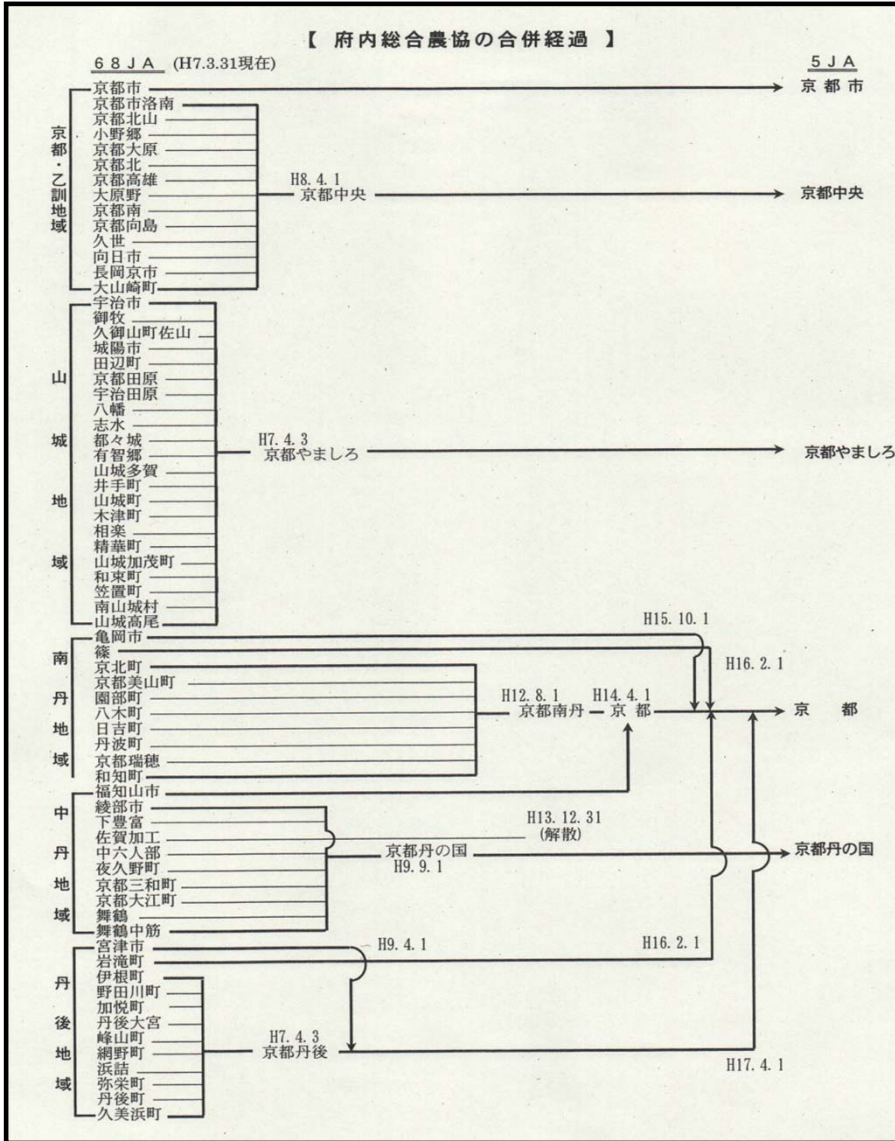 【 府内総合農協の合併経過 】
68JA (H7.3.31現在)
5JA
京都・乙訓地域
京都市
京都市洛南
京都北山
小野郷
京都大原
京都北
京都高雄
大原野
京都南
京都向島
久世
向日市
長岡京市
大山崎町
H8.4.1
京都中央
京都市
京都中央
山城地域
宇治市
御牧
久御山町佐山
城陽市
田辺町
京都田原
宇治田原
八幡
志水
都々城
有智郷
山城多賀
井手町
山城町
木津町
相楽
精華町
山城加茂町
和束町
笠置町
南山城村
山城高尾
H7.4.3
京都やましろ
京都やましろ
南丹地域
亀岡市
篠
京北町
京都美山町
園部町
八木町
日吉町
丹波町
京都瑞穂
和知町
H12.8.1
京都南丹
H14.4.1
京都
H15.10.1
H16.2.1
京都
中丹地域
福知山市
綾部市
下豊富
佐賀加工
中六人部
夜久野町
京都三和町
京都大江町
舞鶴
舞鶴中筋
H13.12.31
(解散)
京都丹の国
H9.9.1
京都丹の国
丹後地域
宮津市
岩滝町
伊根町
野田川町
加悦町
丹後大宮
峰山町
網野町
浜詰
弥栄町
丹後町
久美浜町
H9.4.1
H16.2.1
H7.4.3
京都丹後
H17.4.1